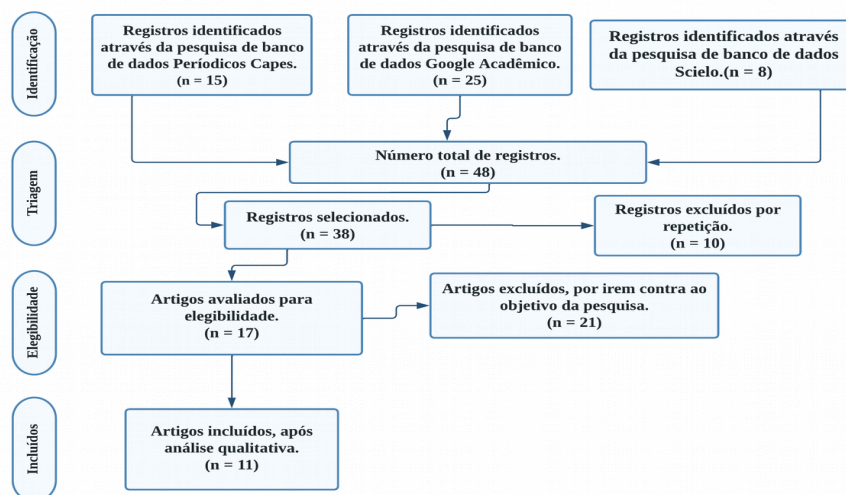 Identificação
Registros identificados
através da pesquisa de banco
de dados Períodicos Capes.
(n = 15)
Registros identificados
através da pesquisa de banco
de dados Google Acadêmico.
(n = 25)
Registros identificados através
da pesquisa de banco de dados
Scielo.(n = 8)
Triagem
Número total de registros.
(n = 48)
Registros selecionados.
(n = 38)
Registros excluídos por
repetição.
(n = 10)
Elegibilidade
Artigos avaliados para
elegibilidade.
(n = 17)
Artigos excluídos, por irem contra ao
objetivo da pesquisa.
(n = 21)
Incluídos
Artigos incluídos, após
análise qualitativa.
(n = 11)